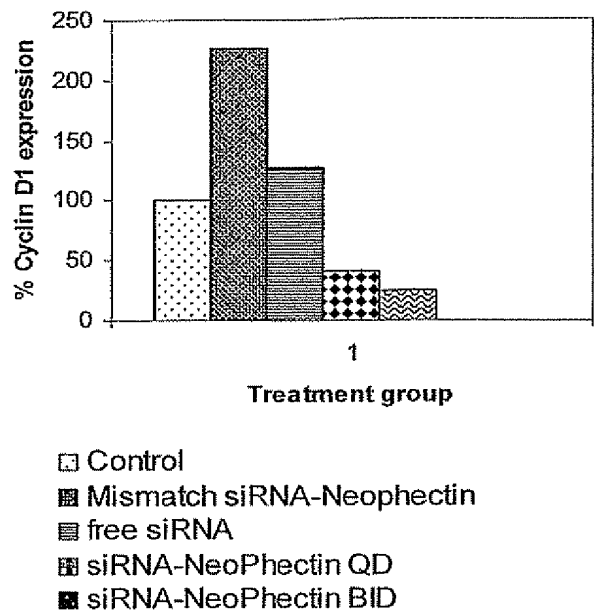 250
200
150
100
50
0
% Cyclin D1 expression
1
Treatment group
Control
Mismatch siRNA-Neophectin
free siRNA
siRNA-NeoPhectin QD
siRNA-NeoPhectin BID